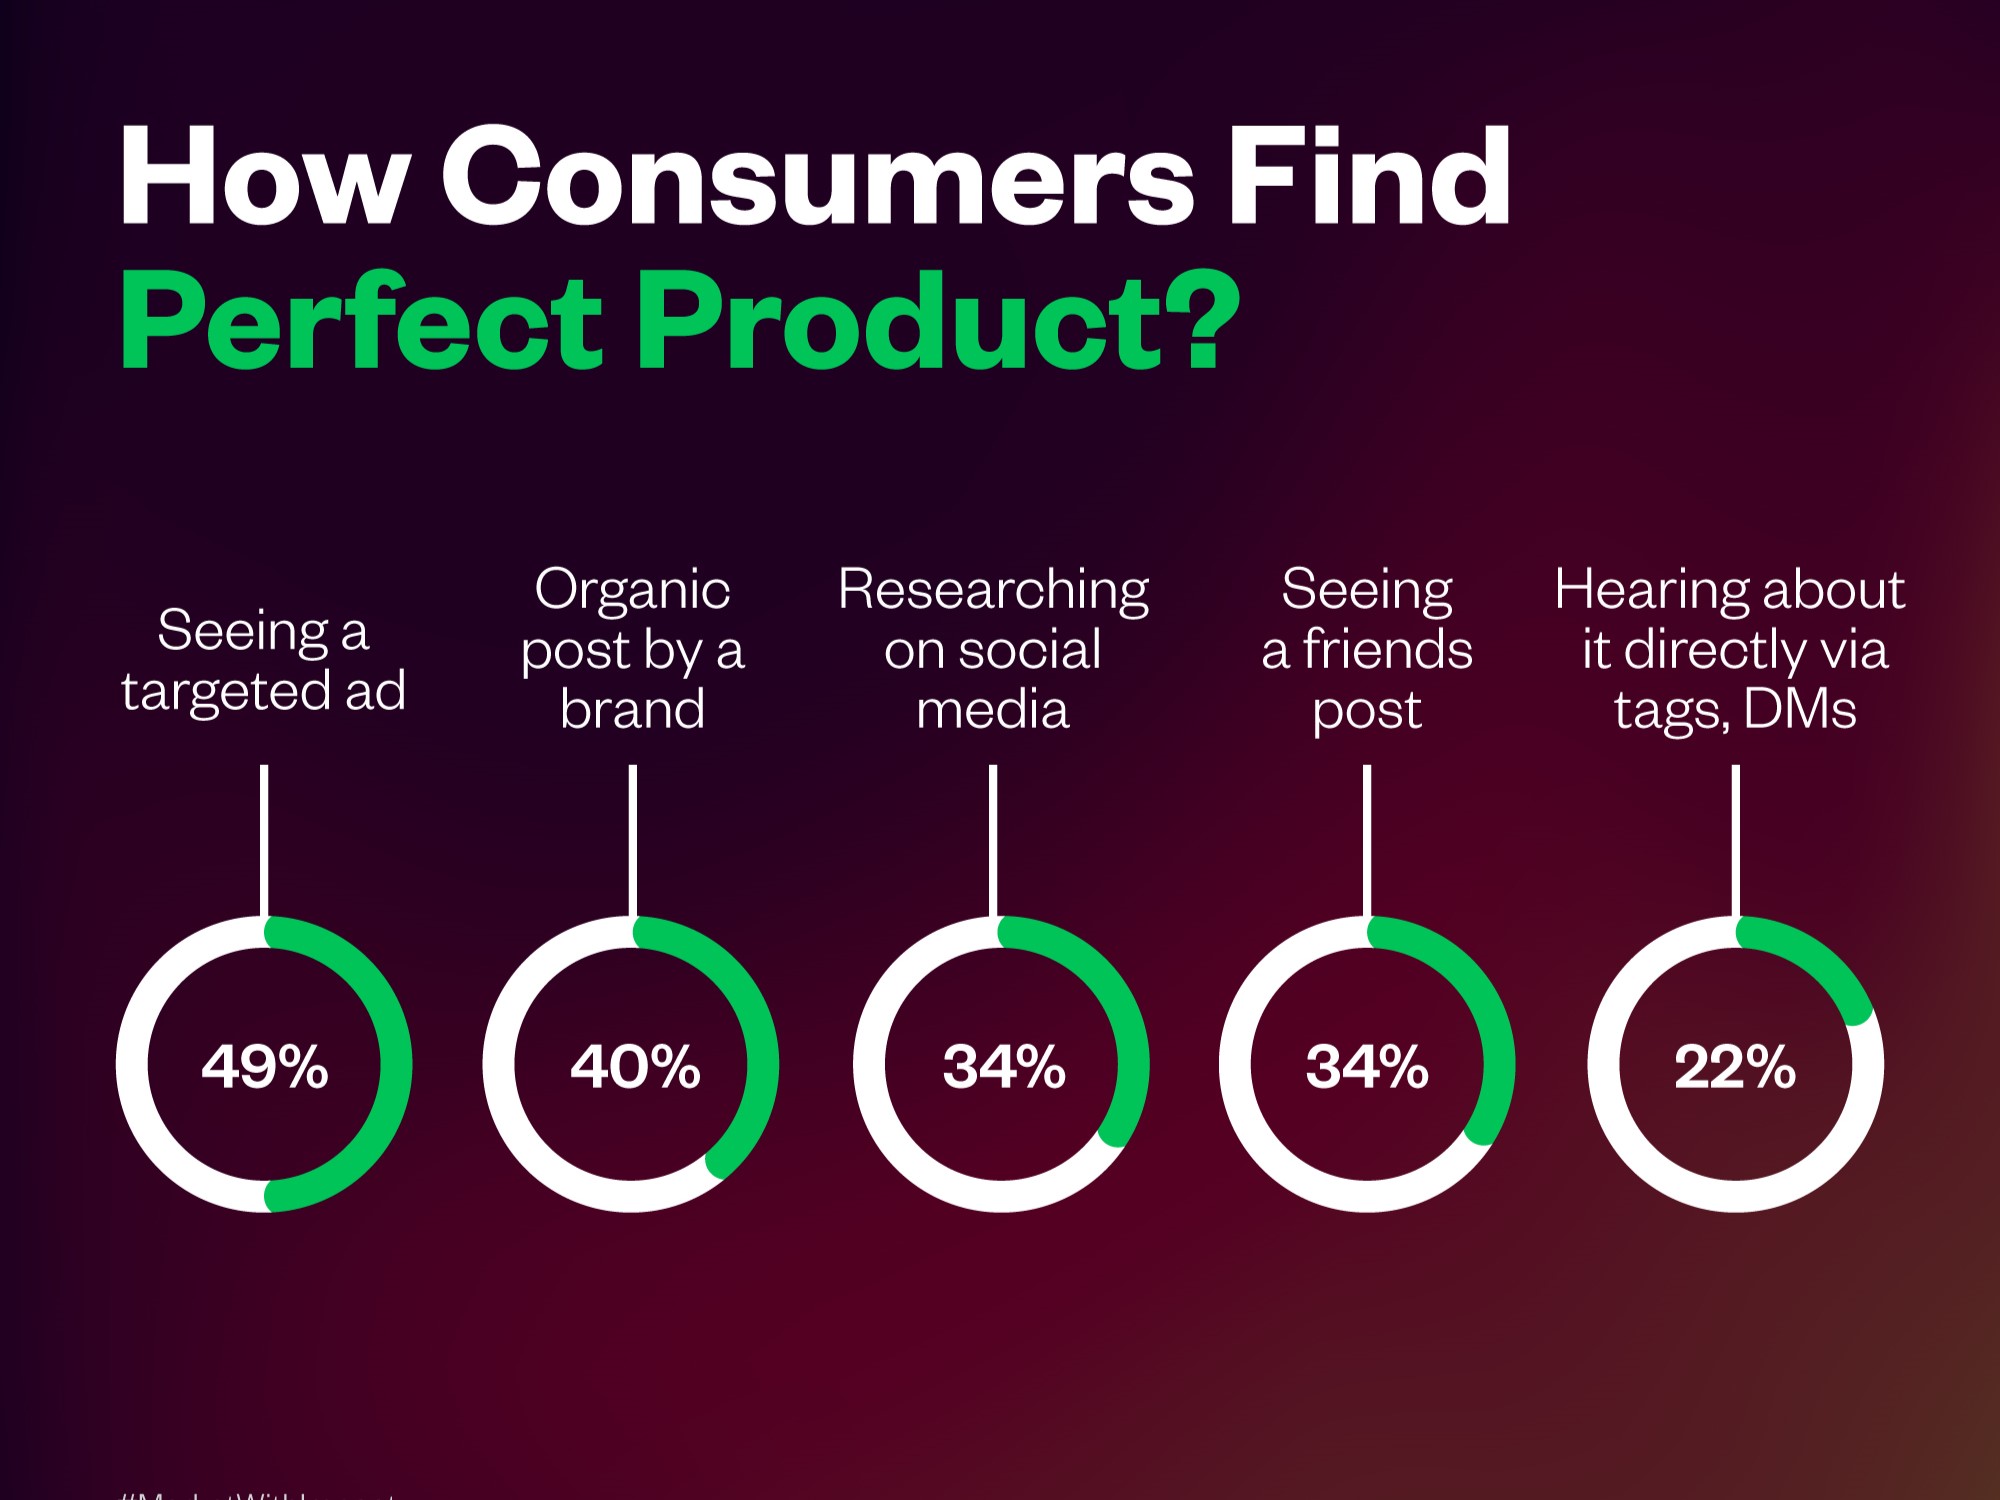 How Consumers Find
Perfect Product?
Seeing a
targeted ad
Organic
post by a
brand
Researching
on social
media
Seeing
a friends
post
Hearing about
it directly via
tags, DMs
49%
40%
34%
34%
22%